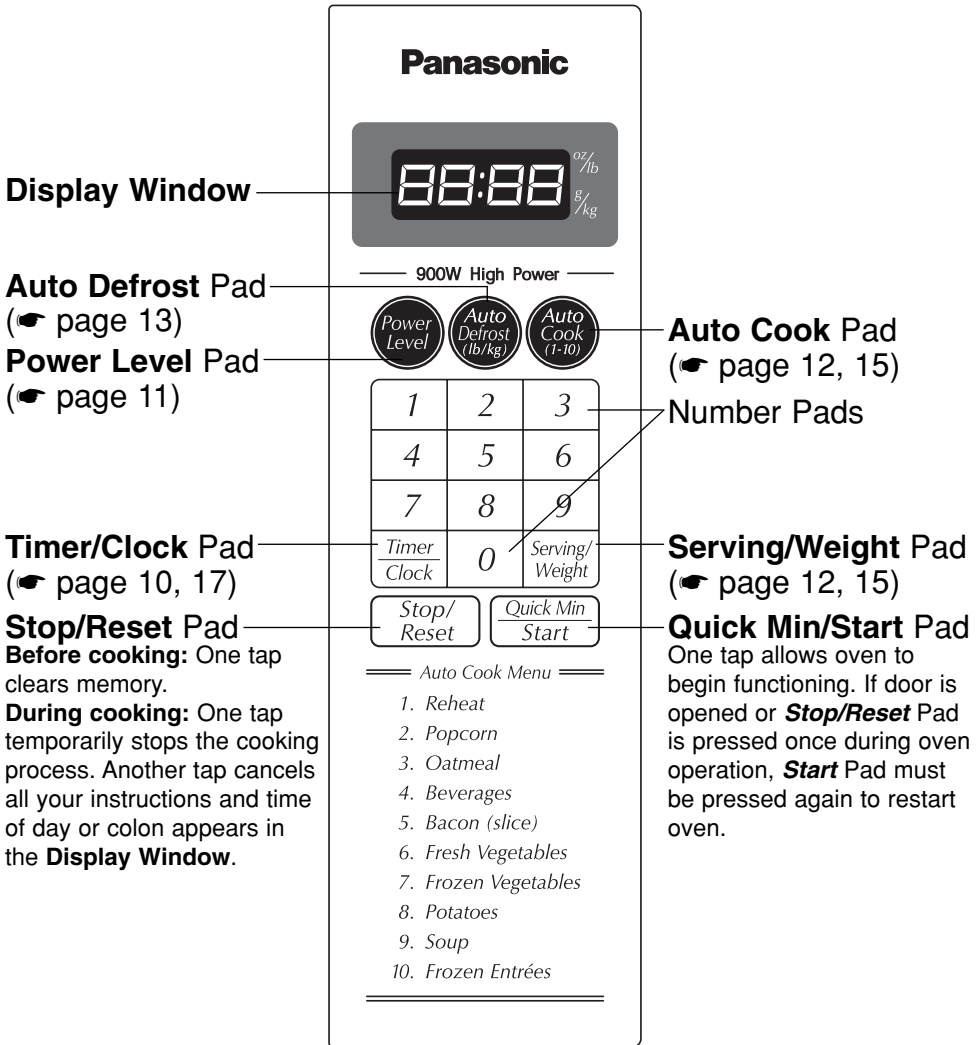 Panasonic
88:88
oz/lb
g/kg
Display Window
900W High Power
Auto Defrost Pad
(☛ page 13)
Power Level Pad
(☛ page 11)
Power
Level
Auto
Defrost
(lb/kg)
Auto
Cook
(1-10)
Auto Cook Pad
(☛ page 12, 15)
Number Pads
1 2 3
4 5 6
7 8 9
Timer
Clock
0
Serving/
Weight
Timer/Clock Pad
(☛ page 10, 17)
Serving/Weight Pad
(☛ page 12, 15)
Stop/
Reset
Quick Min
Start
Stop/Reset Pad
Before cooking: One tap
clears memory.
During cooking: One tap
temporarily stops the cooking
process. Another tap cancels
all your instructions and time
of day or colon appears in
the Display Window.
Quick Min/Start Pad
One tap allows oven to
begin functioning. If door is
opened or Stop/Reset Pad
is pressed once during oven
operation, Start Pad must
be pressed again to restart
oven.
Auto Cook Menu
1. Reheat
2. Popcorn
3. Oatmeal
4. Beverages
5. Bacon (slice)
6. Fresh Vegetables
7. Frozen Vegetables
8. Potatoes
9. Soup
10. Frozen Entrées